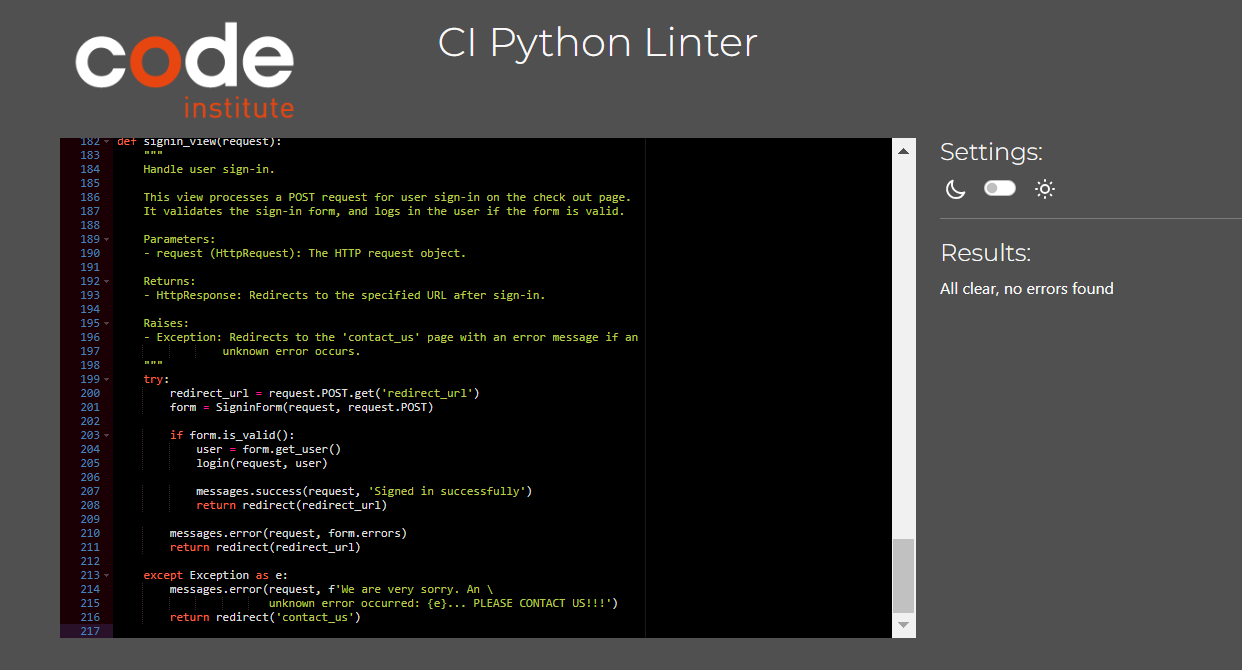 code
institute
CI Python Linter
182 def signin_view(request):
183     """
184     Handle user sign-in.
185
186     This view processes a POST request for user sign-in on the check out page.
187     It validates the sign-in form, and logs in the user if the form is valid.
188
189     Parameters:
190     - request (HttpRequest): The HTTP request object.
191
192     Returns:
193     - HttpResponse: Redirects to the specified URL after sign-in.
194
195     Raises:
196     - Exception: Redirects to the 'contact_us' page with an error message if an
197                 unknown error occurs.
198     """
199     try:
200         redirect_url = request.POST.get('redirect_url')
201         form = SigninForm(request, request.POST)
202
203         if form.is_valid():
204             user = form.get_user()
205             login(request, user)
206
207             messages.success(request, 'Signed in successfully')
208             return redirect(redirect_url)
209
210         messages.error(request, form.errors)
211         return redirect(redirect_url)
212
213     except Exception as e:
214         messages.error(request, f'We are very sorry. An \
215                        unknown error occurred: {e}... PLEASE CONTACT US!!!')
216         return redirect('contact_us')
217
Settings:
Results:
All clear, no errors found